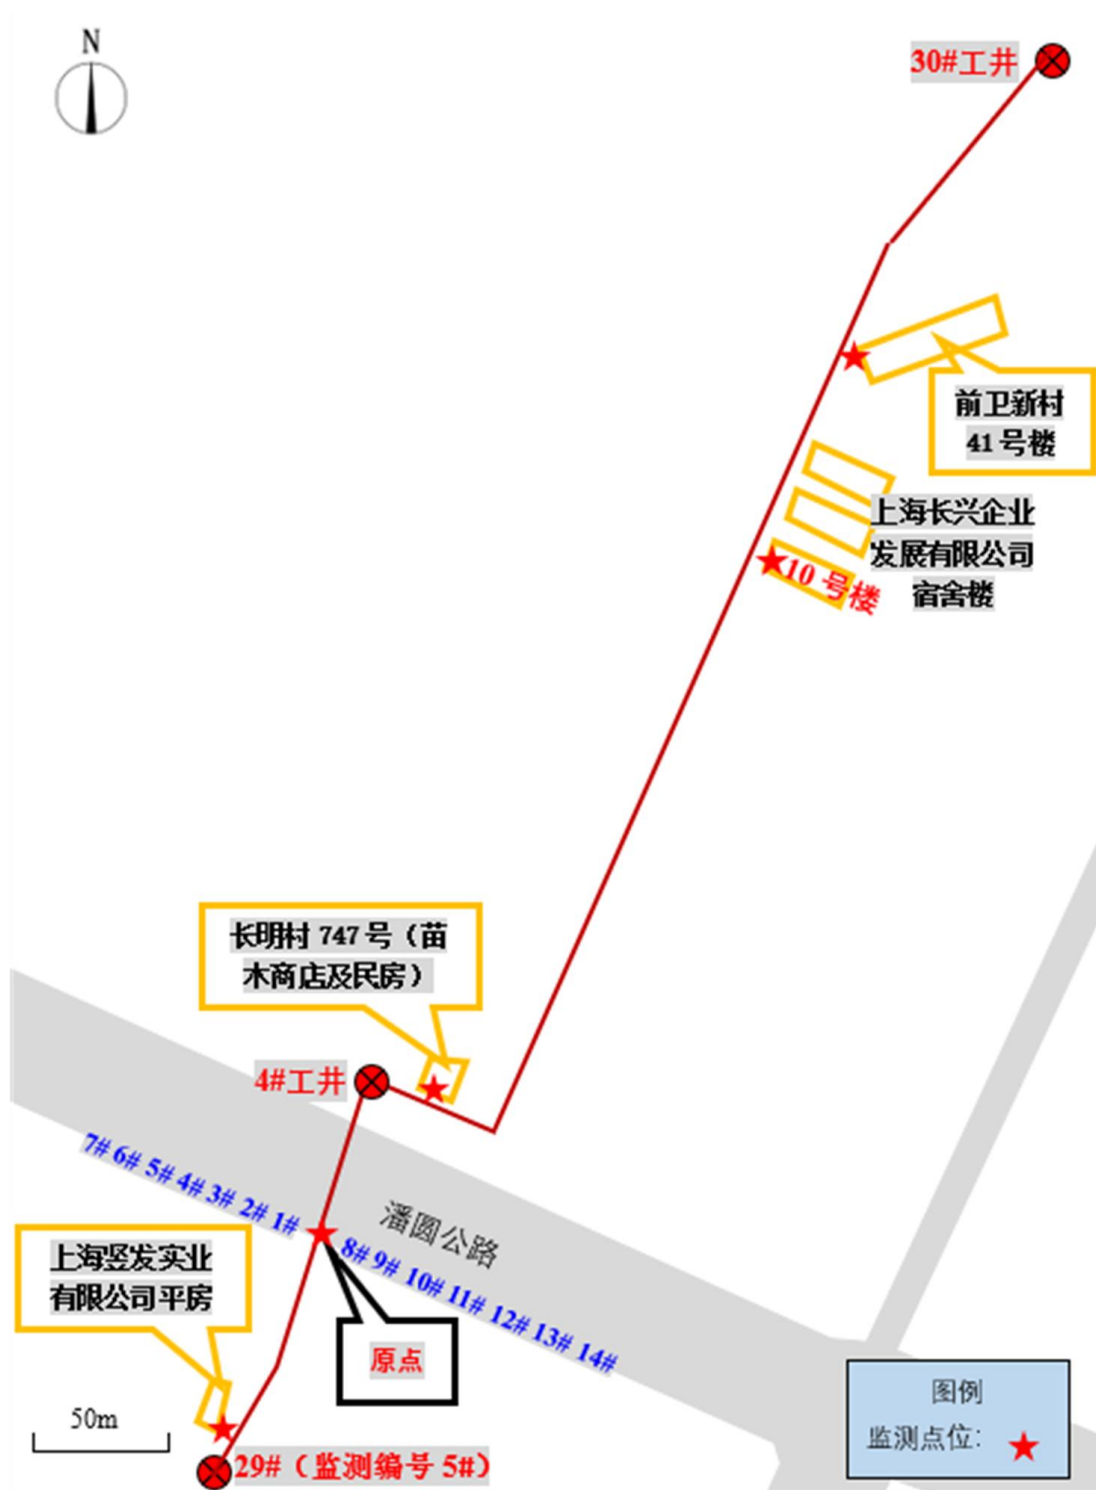 N
30#工井
前卫新村
41号楼
上海长兴企业
发展有限公司
宿舍楼
10号楼
长明村 747 号（苗
木商店及民房）
4#工井
7# 6# 5# 4# 3# 2# 1#
潘圆公路
8# 9# 10# 11# 12# 13# 14#
上海竖发实业
有限公司平房
原点
50m
29#（监测编号 5#）
图例
监测点位：